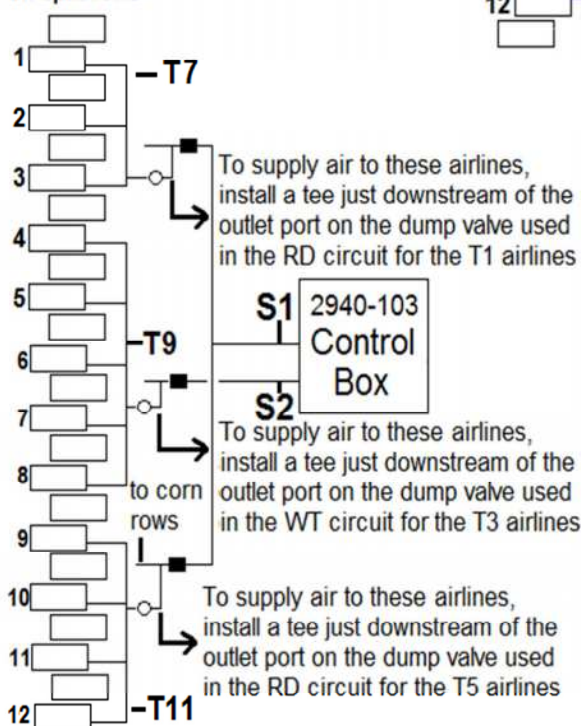 12
1
T7
2
3
To supply air to these airlines,
install a tee just downstream of the
outlet port on the dump valve used
in the RD circuit for the T1 airlines
4
5
S1
2940-103
Control
Box
T9
6
S2
7
To supply air to these airlines,
install a tee just downstream of the
outlet port on the dump valve used
in the WT circuit for the T3 airlines
8
to corn
rows
9
10
To supply air to these airlines,
install a tee just downstream of the
outlet port on the dump valve used
in the RD circuit for the T5 airlines
11
12
T11